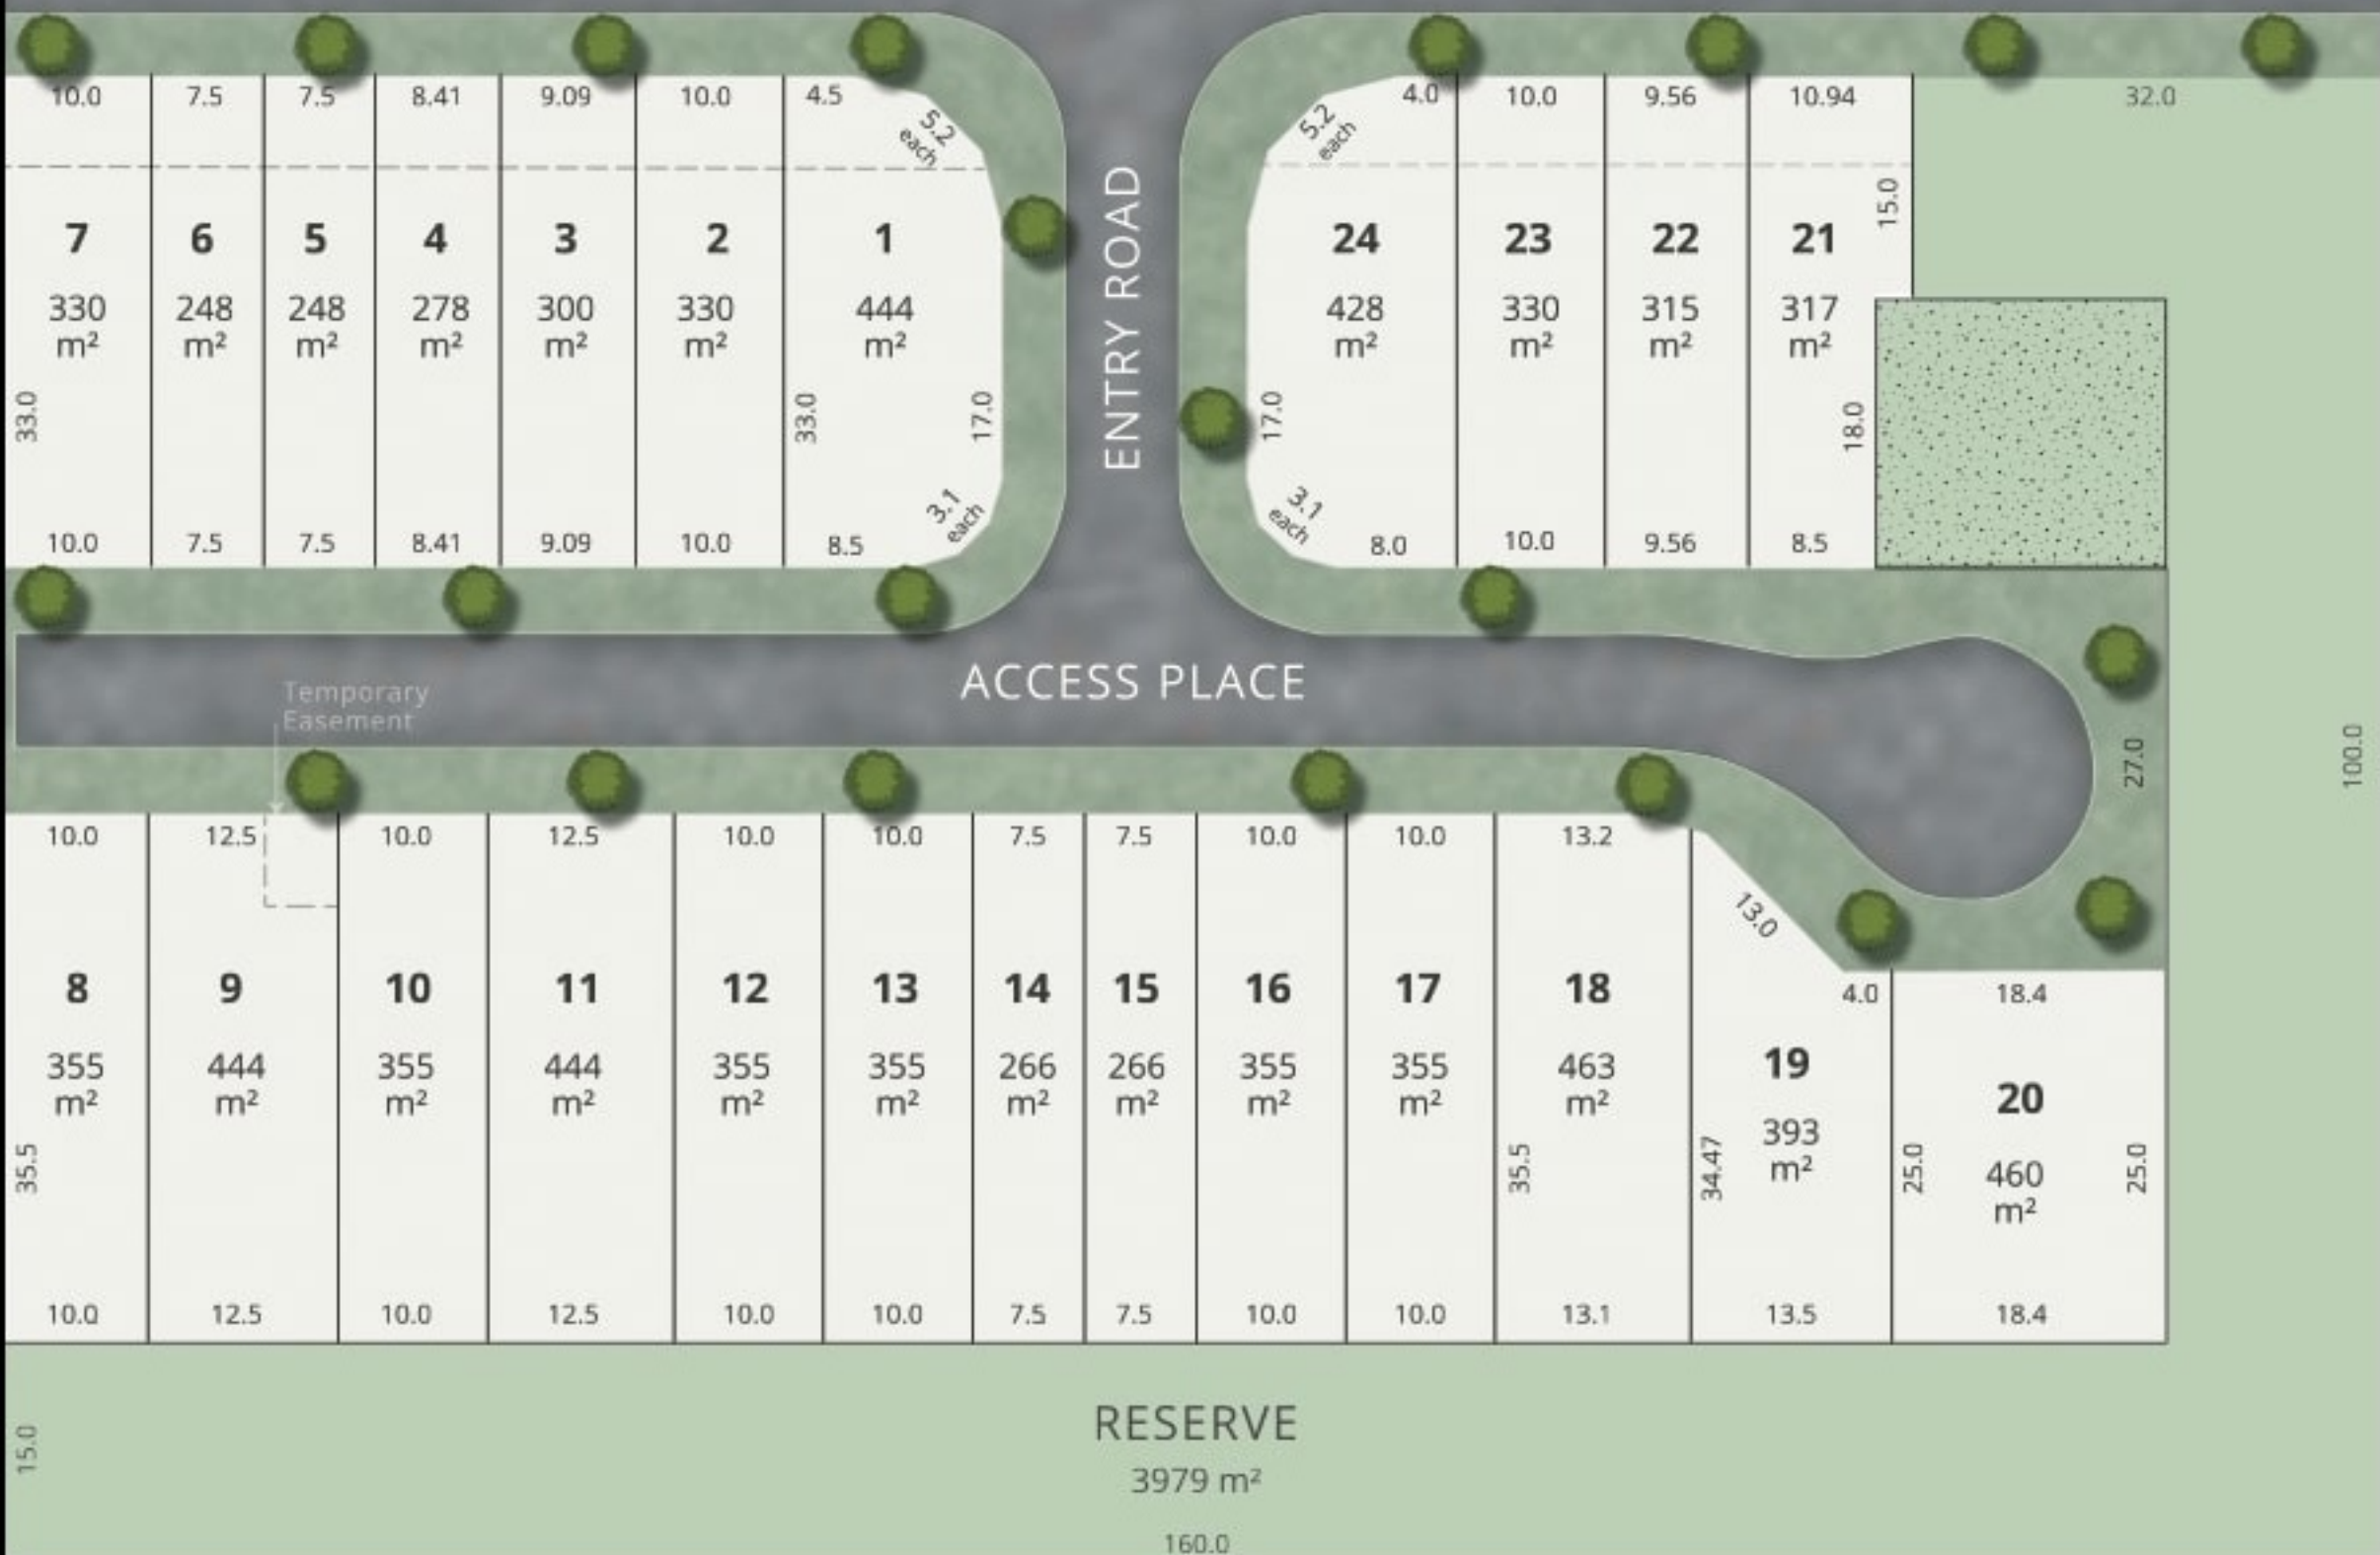 10.0 7.5 7.5 8.41 9.09 10.0 4.5 4.0 10.0 9.56 10.94 32.0
5.2
each
5.2
each
15.0
ENTRY ROAD
7 6 5 4 3 2 1 24 23 22 21
330 248 248 278 300 330 444 428 330 315 317
m² m² m² m² m² m² m² m² m² m² m²
33.0 33.0 17.0 17.0 18.0
3.1
each
3.1
each
10.0 7.5 7.5 8.41 9.09 10.0 8.5 8.0 10.0 9.56 8.5
ACCESS PLACE
Temporary
Easement
27.0 100.0
10.0 12.5 10.0 12.5 10.0 10.0 7.5 7.5 10.0 10.0 13.2
13.0
8 9 10 11 12 13 14 15 16 17 18
4.0 18.4
355 444 355 444 355 355 266 266 355 355 463
m² m² m² m² m² m² m² m² m² m² m²
19
393
m²
20
460
m²
35.5 35.5 34.47 25.0 25.0
10.0 12.5 10.0 12.5 10.0 10.0 7.5 7.5 10.0 10.0 13.1 13.5 18.4
RESERVE
15.0
3979 m²
160.0